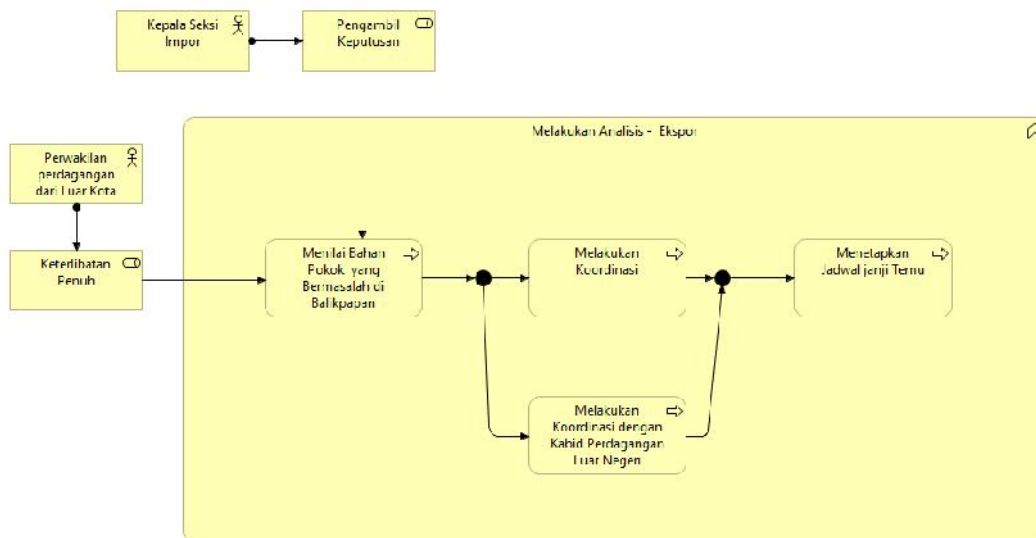 Kepala Seksi
Impor
Pengambil
Keputusan
Melakukan Analisis - Ekspor
Perwakilan
perdagangan
dari Luar Kota
Keterlibatan
Penuh
Menilai Bahan
Pokok yang
Bermasalah di
Balikpapan
Melakukan
Koordinasi
Menetapkan
Jadwal janji Temu
Melakukan
Koordinasi dengan
Kabid Perdagangan
Luar Negeri